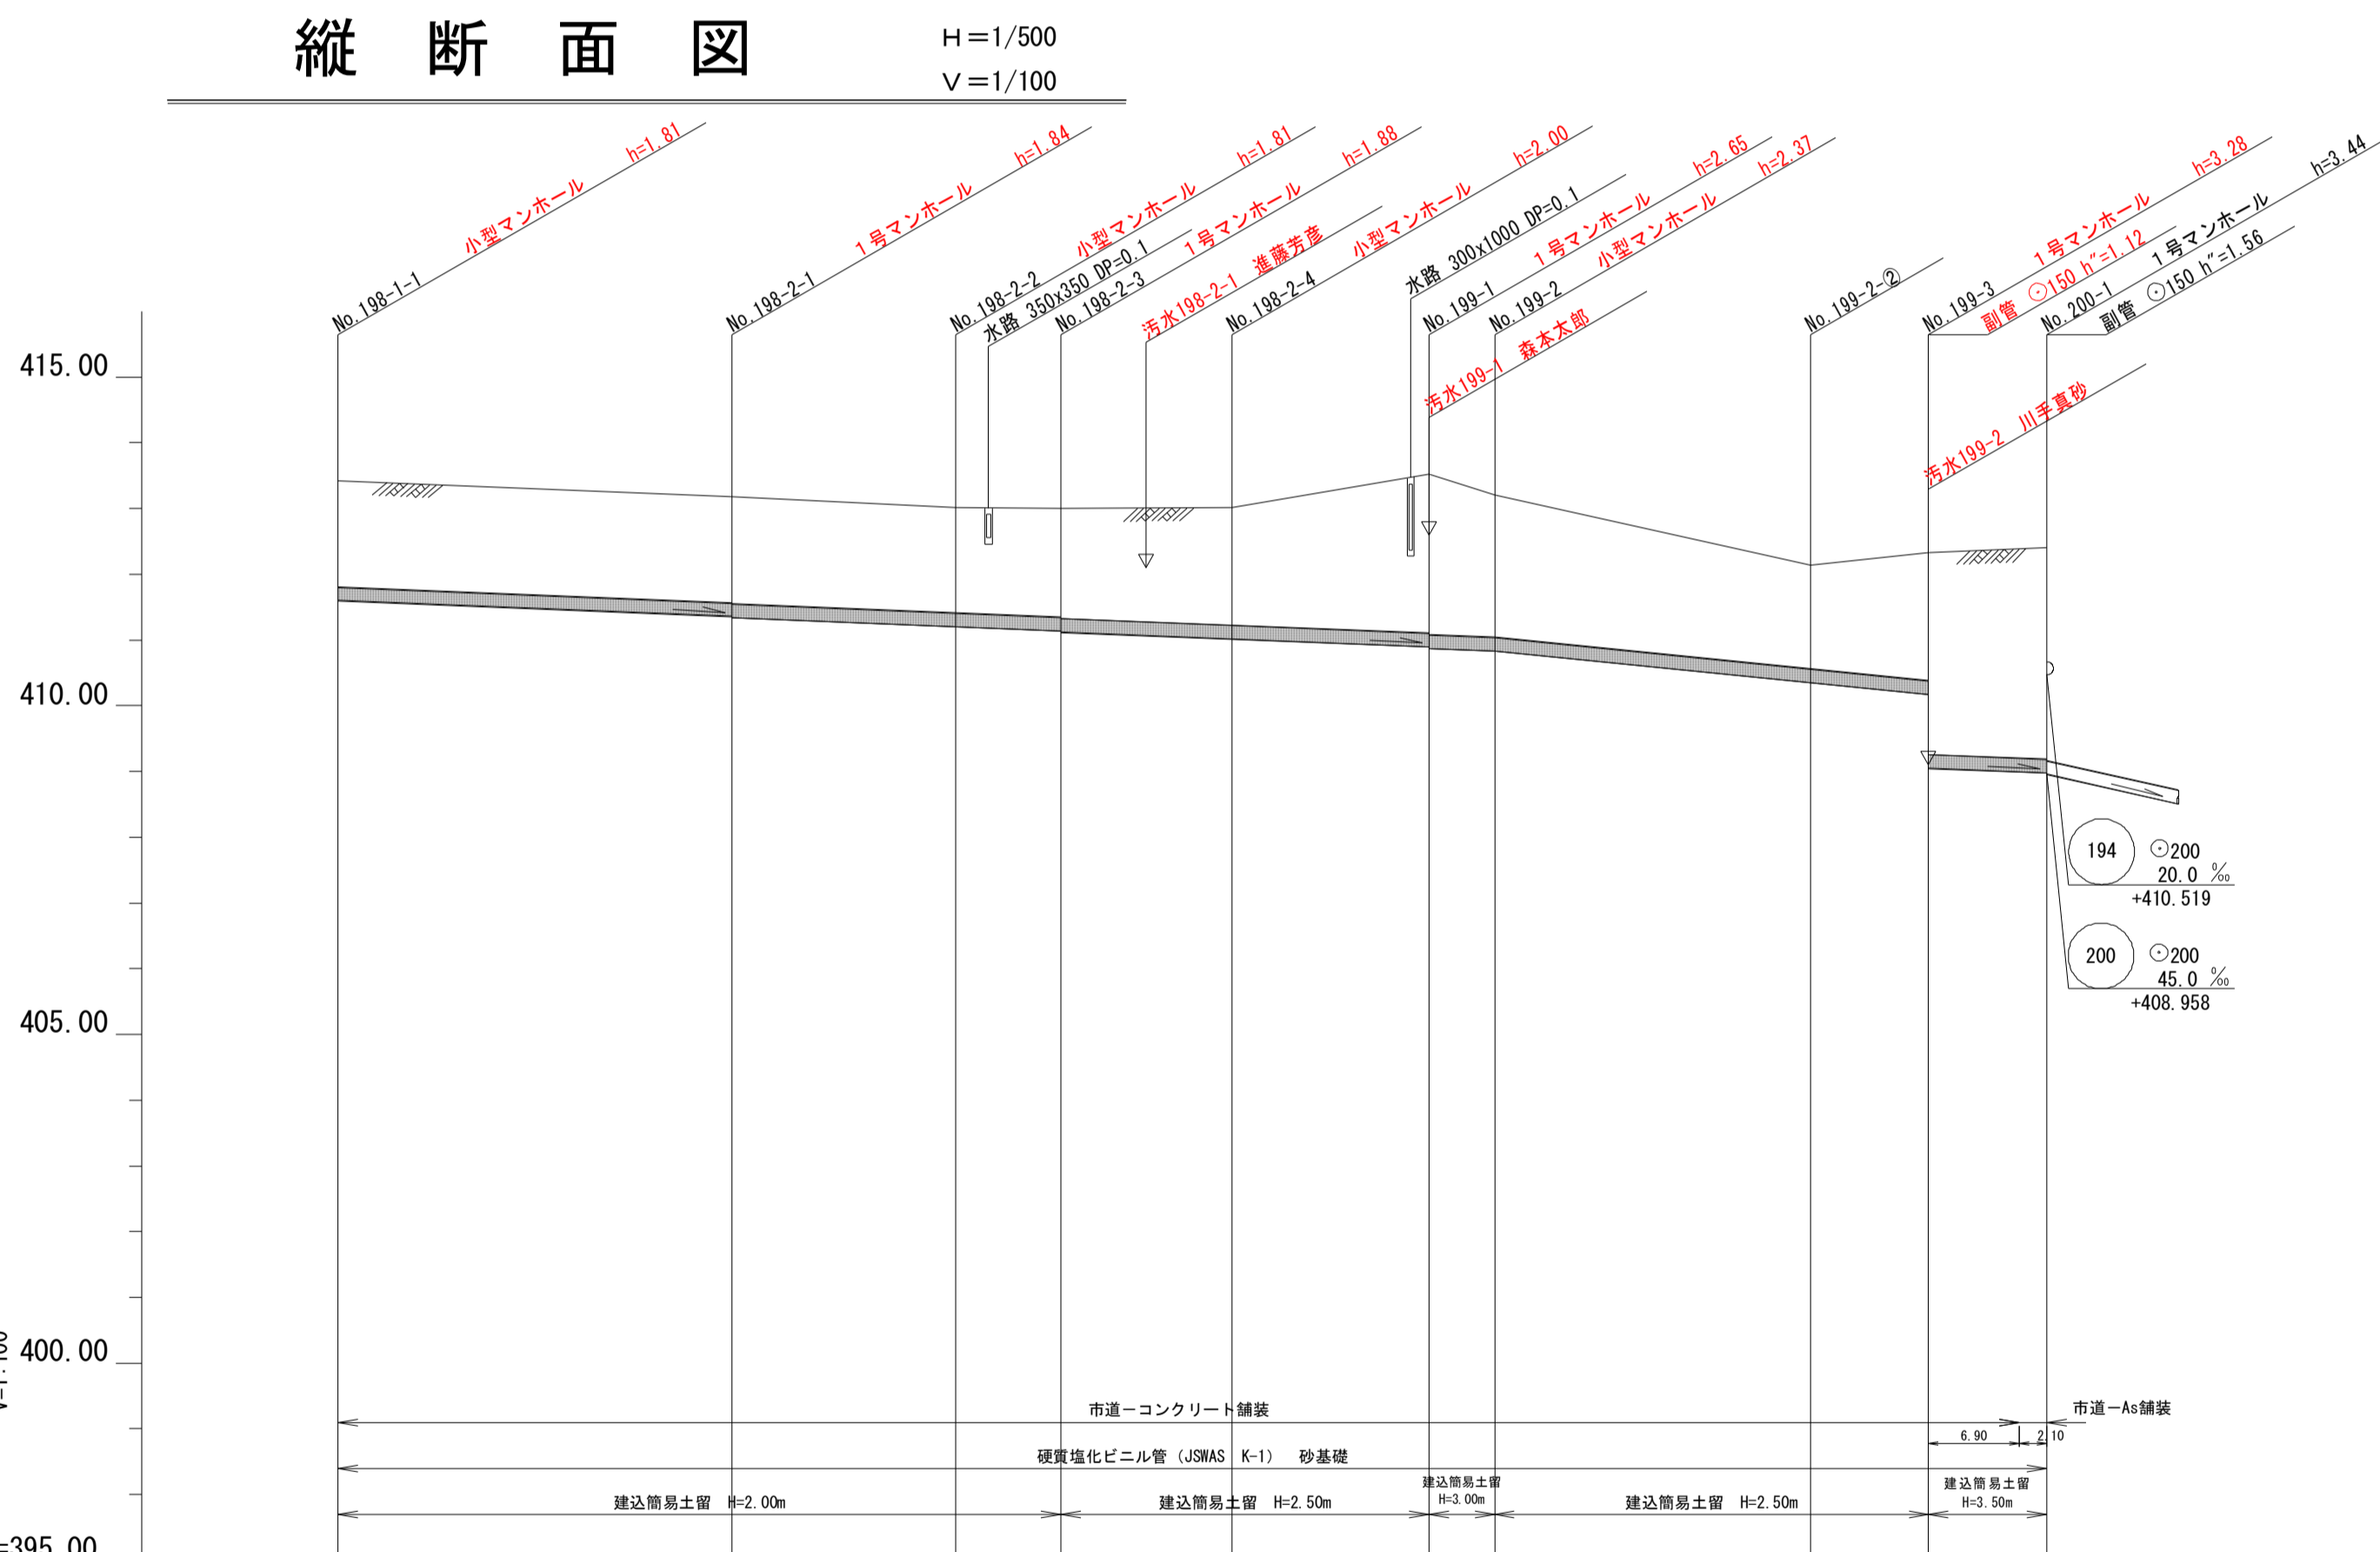 縦断面図
H=1/500
V=1/100
No.198-1-1 小型マンホール h=1.81
No.198-2-1 1号マンホール h=1.84
No.198-2-2 小型マンホール h=1.81
水路 350x350 DP=0.1
No.198-2-3 1号マンホール h=1.88
汚水198-2-1 進藤芳彦
No.198-2-4 小型マンホール h=2.00
水路 300x1000 DP=0.1
No.199-1 1号マンホール h=2.65
汚水199-1 森本太郎
No.199-2 小型マンホール h=2.37
No.199-2-②
No.199-3 1号マンホール h=3.28
副管 ⊙150 h"=1.12
汚水199-2 川手真砂
No.200-1 1号マンホール h=3.44
副管 ⊙150 h"=1.56
415.00
410.00
405.00
400.00
=395.00
V=1:100
194 ⊙200
20.0 ‰
+410.519
200 ⊙200
45.0 ‰
+408.958
市道-コンクリート舗装
市道-As舗装
6.90
2.10
硬質塩化ビニル管(JSWAS K-1) 砂基礎
建込簡易土留 H=2.00m
建込簡易土留 H=2.50m
建込簡易土留
H=3.00m
建込簡易土留 H=2.50m
建込簡易土留
H=3.50m